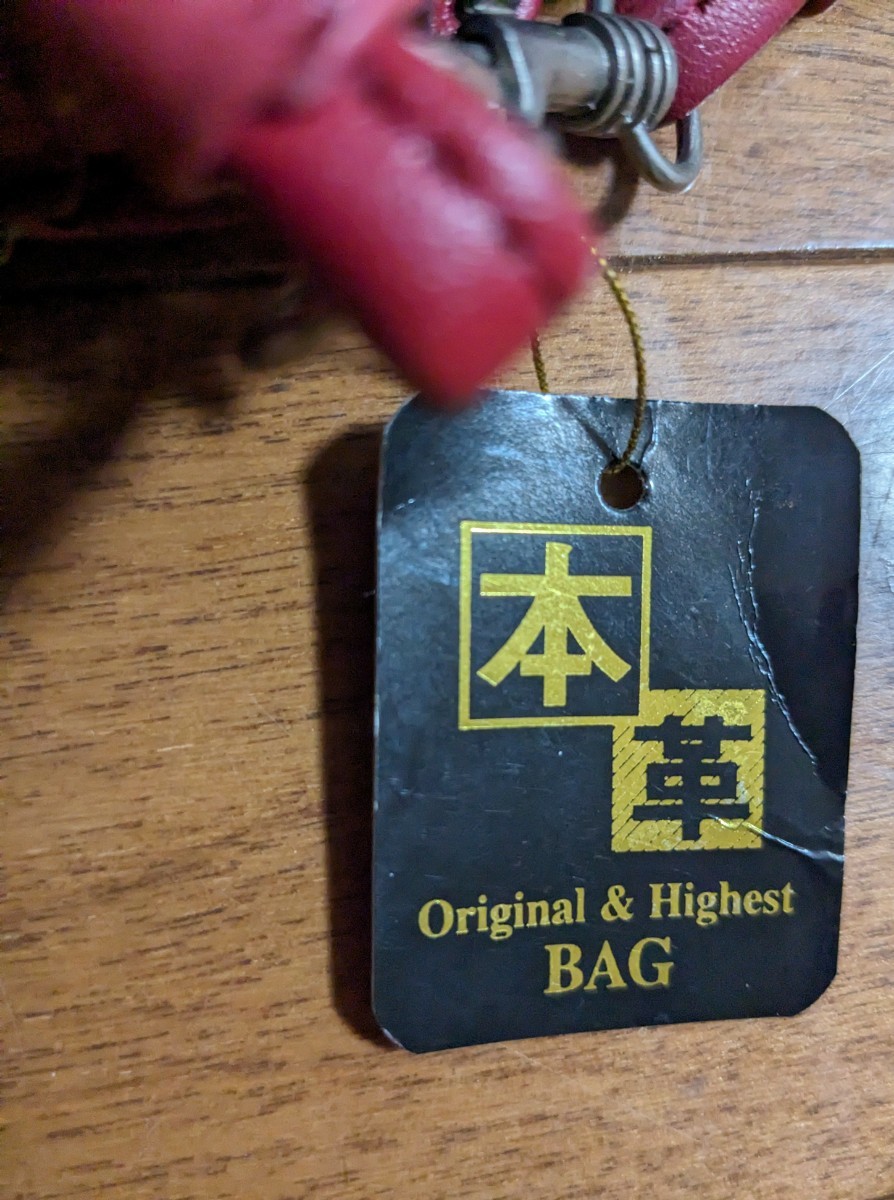 本
革
Original & Highest
BAG